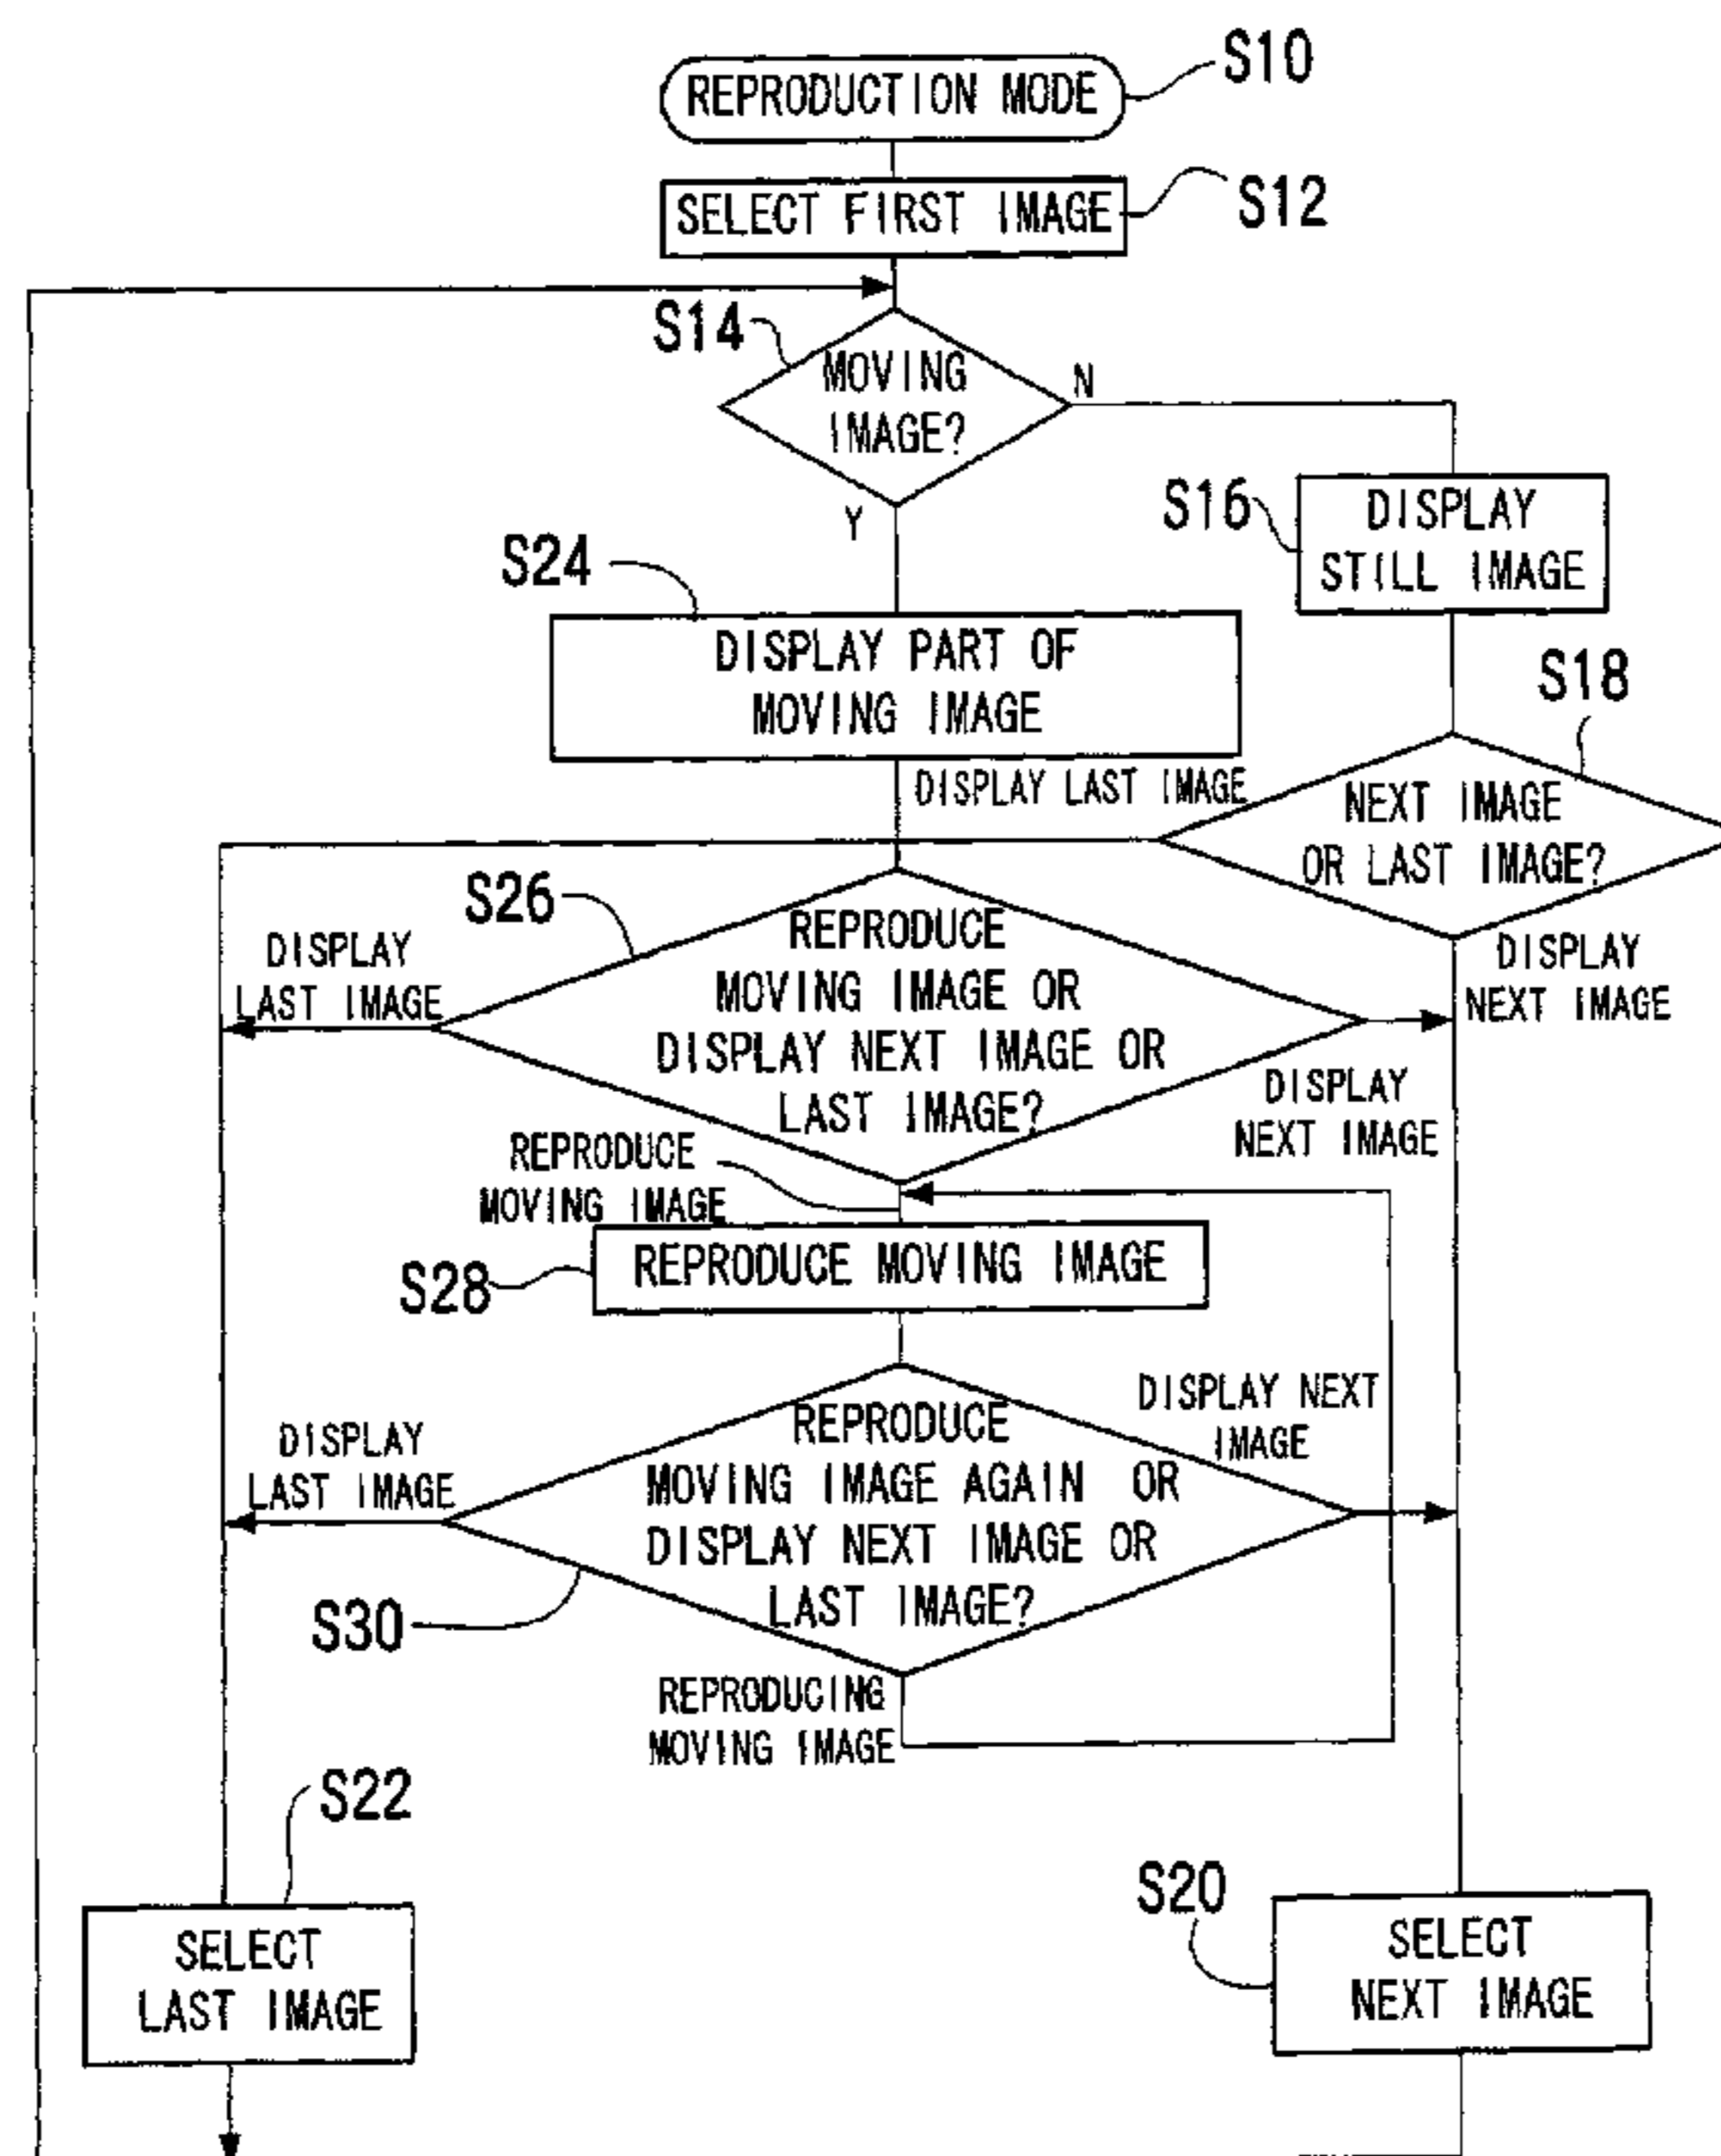 REPRODUCTION MODE
S10
SELECT FIRST IMAGE
S12
S14
MOVING
IMAGE?
N
Y
S16
DISPLAY
STILL IMAGE
S24
DISPLAY PART OF
MOVING IMAGE
S18
NEXT IMAGE
OR LAST IMAGE?
DISPLAY LAST IMAGE
DISPLAY
NEXT IMAGE
S26
REPRODUCE
MOVING IMAGE OR
DISPLAY NEXT IMAGE OR
LAST IMAGE?
DISPLAY
LAST IMAGE
DISPLAY
NEXT IMAGE
REPRODUCE
MOVING IMAGE
S28
REPRODUCE MOVING IMAGE
DISPLAY NEXT
IMAGE
DISPLAY
LAST IMAGE
REPRODUCE
MOVING IMAGE AGAIN OR
DISPLAY NEXT IMAGE OR
LAST IMAGE?
S30
REPRODUCING
MOVING IMAGE
S22
SELECT
LAST IMAGE
S20
SELECT
NEXT IMAGE